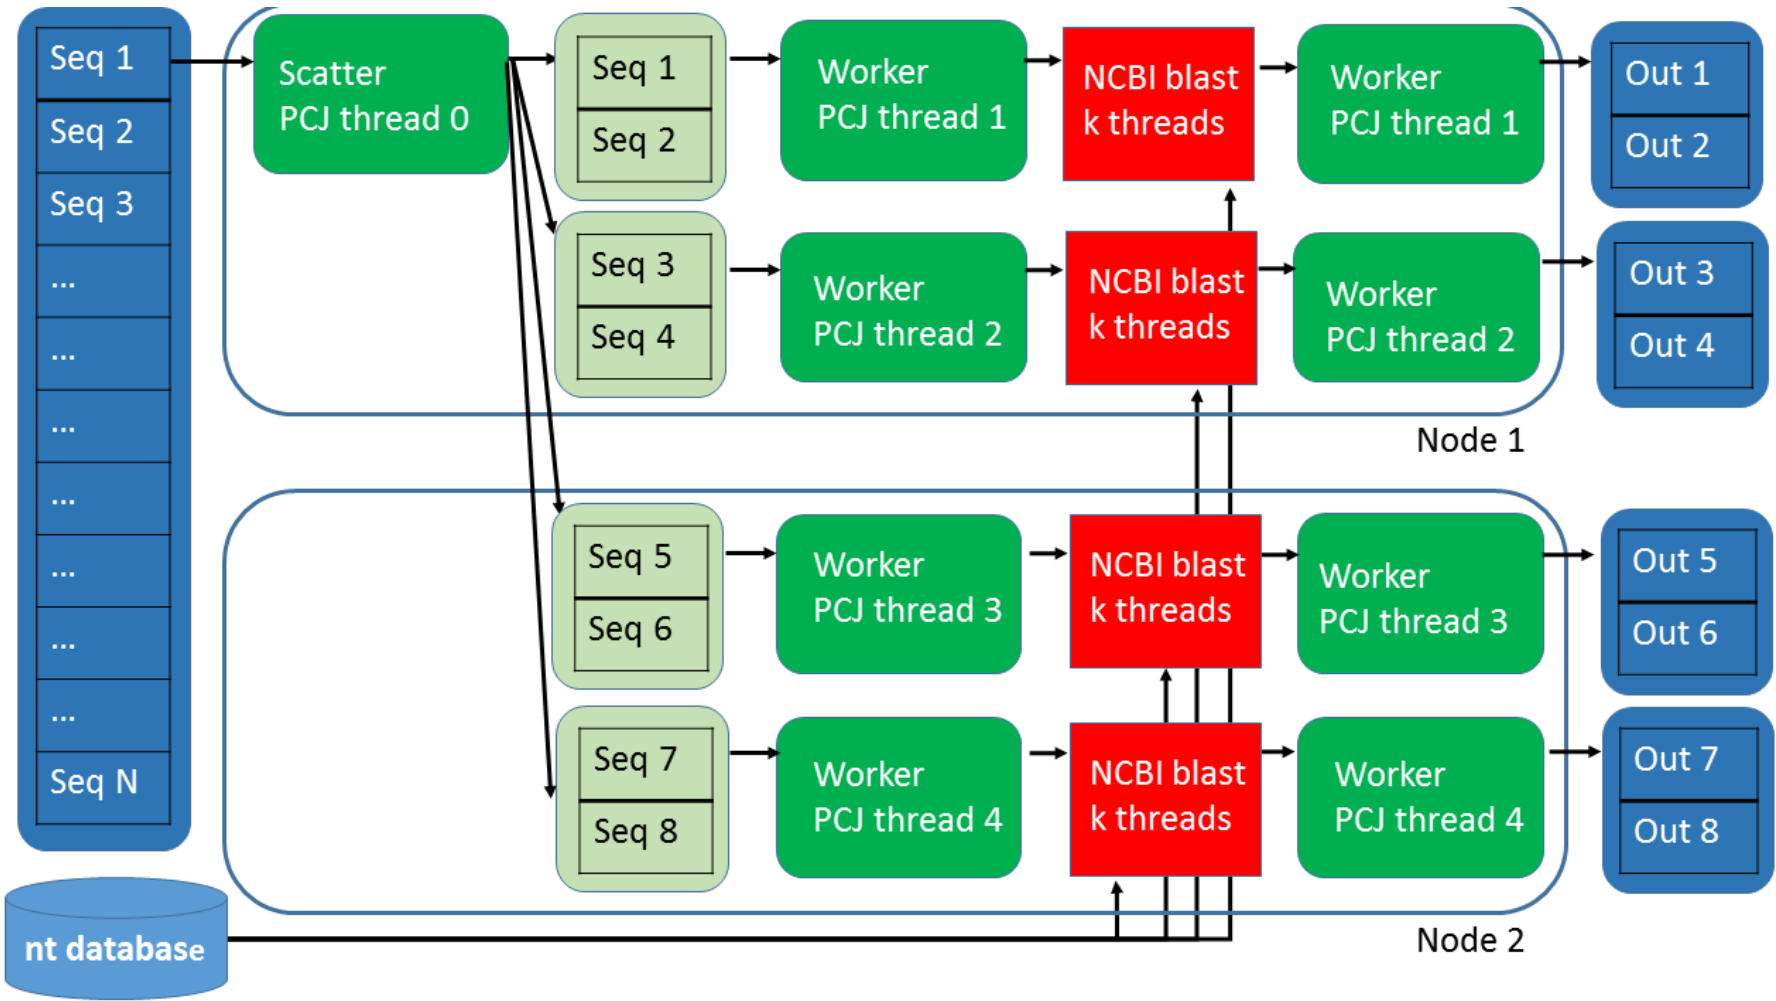 Seq 1
Seq 2
Seq 3
...
...
...
...
...
...
...
Seq N
nt database
Scatter
PCJ thread 0
Seq 1
Seq 2
Worker
PCJ thread 1
NCBI blast
k threads
Worker
PCJ thread 1
Out 1
Out 2
Seq 3
Seq 4
Worker
PCJ thread 2
NCBI blast
k threads
Worker
PCJ thread 2
Out 3
Out 4
Node 1
Seq 5
Seq 6
Worker
PCJ thread 3
NCBI blast
k threads
Worker
PCJ thread 3
Out 5
Out 6
Seq 7
Seq 8
Worker
PCJ thread 4
NCBI blast
k threads
Worker
PCJ thread 4
Out 7
Out 8
Node 2